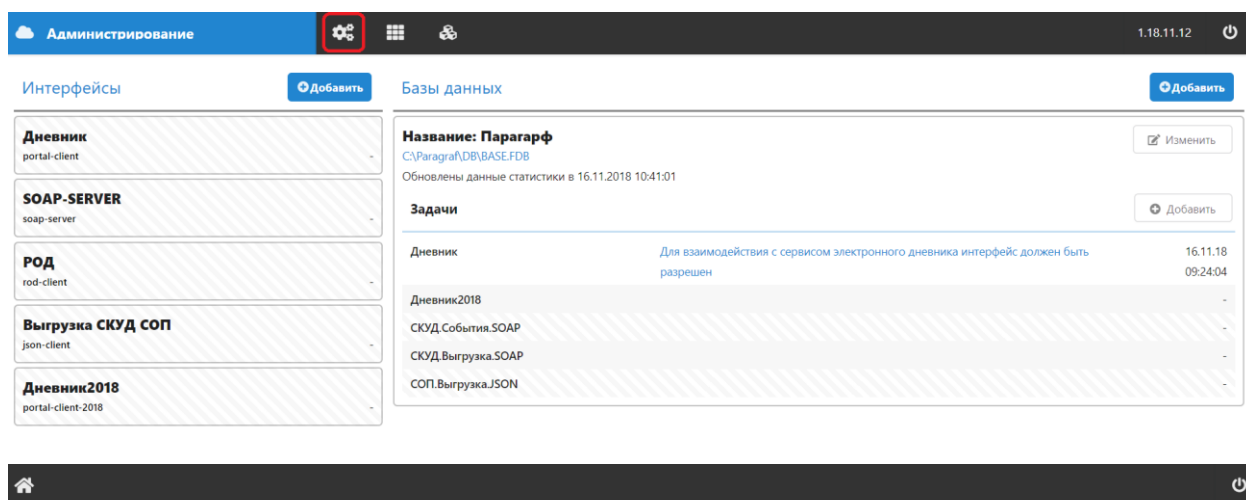 Администрирование
1.18.11.12
Интерфейсы
Добавить
Дневник
portal-client
-
SOAP-SERVER
soap-server
-
РОД
rod-client
-
Выгрузка СКУД СОП
json-client
-
Дневник2018
portal-client-2018
-
Базы данных
Добавить
Название: Парагарф
Изменить
C:\Paragraf\DB\BASE.FDB
Обновлены данные статистики в 16.11.2018 10:41:01
Задачи
Добавить
Дневник
Для взаимодействия с сервисом электронного дневника интерфейс должен быть
разрешен
16.11.18
09:24:04
Дневник2018
-
СКУД.События.SOAP
-
СКУД.Выгрузка.SOAP
-
СОП.Выгрузка.JSON
-